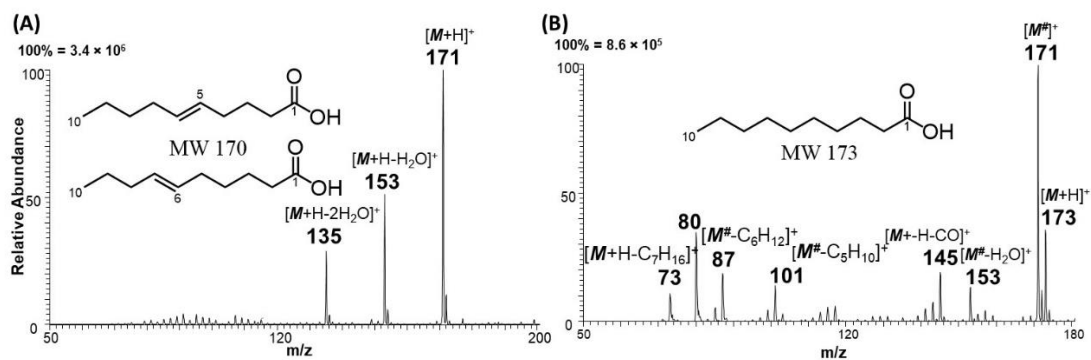 (A)
100% = 3.4 × 10⁶
Relative Abundance
100
50
0
50
120
200
m/z
[M+H]⁺
171
[M+H-H₂O]⁺
153
[M+H-2H₂O]⁺
135
10
5
O
1
OH
MW 170
10
6
O
1
OH
(B)
100% = 8.6 × 10⁵
100
50
0
50
120
180
m/z
[M#]⁺
171
[M+H]⁺
173
[M#-H₂O]⁺
153
[M+-H-CO]⁺
145
[M#-C₅H₁₀]⁺
101
[M#-C₆H₁₂]⁺
87
80
[M+H-C₇H₁₆]⁺
73
10
O
1
OH
MW 173